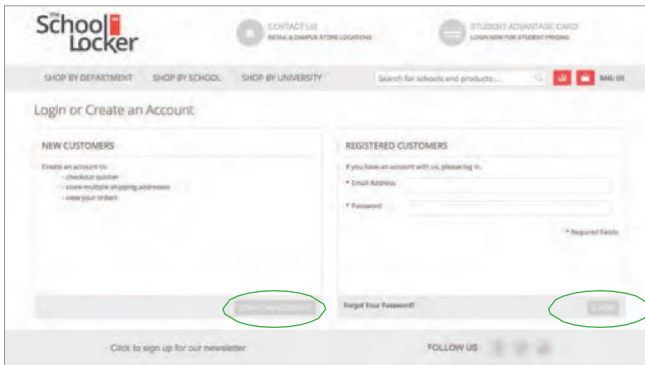 the
School
Locker
CONTACT US
RETAIL & CAMPUS STORE LOCATIONS
STUDENT ADVANTAGE CARD
LOGIN NOW FOR STUDENT PRICING
SHOP BY DEPARTMENT SHOP BY SCHOOL SHOP BY UNIVERSITY
Search for schools and products...
BAG: (0)
Login or Create an Account
NEW CUSTOMERS
Create an account to:
- checkout quicker
- store multiple shipping addresses
- view your orders
REGISTERED CUSTOMERS
If you have an account with us, please log in.
* Email Address
* Password
* Required Fields
Forgot Your Password?
Click to sign up for our newsletter
FOLLOW US